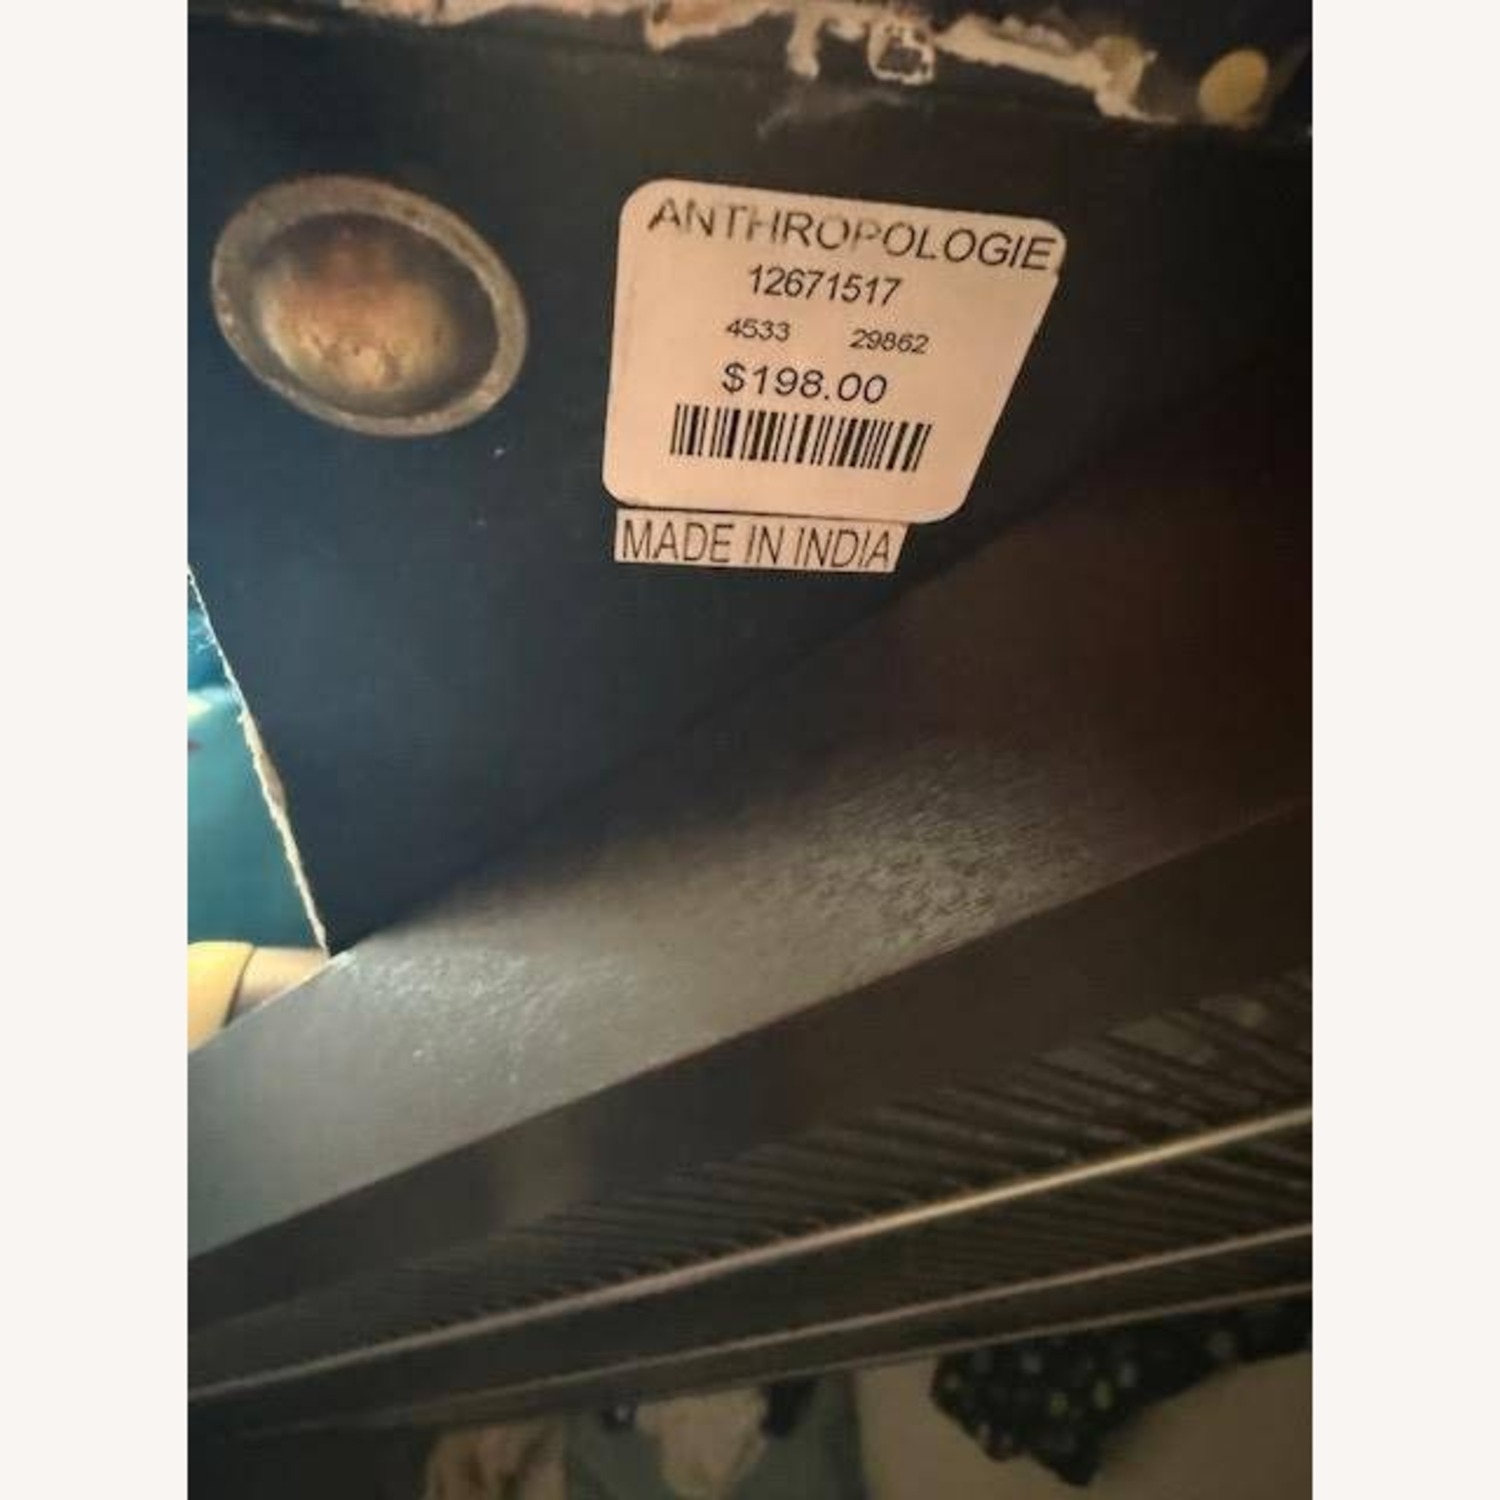 ANTHROPOLOGIE
12671517
4533 29862
$198.00
MADE IN INDIA